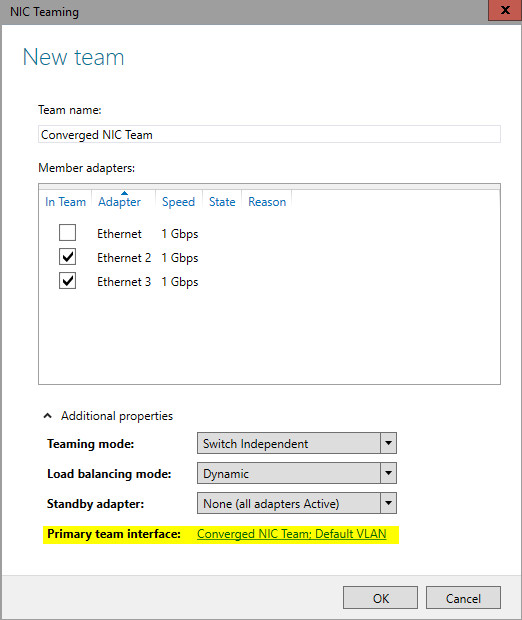 NIC Teaming
X
New team
Team name:
Converged NIC Team
Member adapters:
In Team Adapter Speed State Reason
Ethernet 1 Gbps
Ethernet 2 1 Gbps
Ethernet 3 1 Gbps
Additional properties
Teaming mode: Switch Independent
Load balancing mode: Dynamic
Standby adapter: None (all adapters Active)
Primary team interface: Converged NIC Team; Default VLAN
OK Cancel